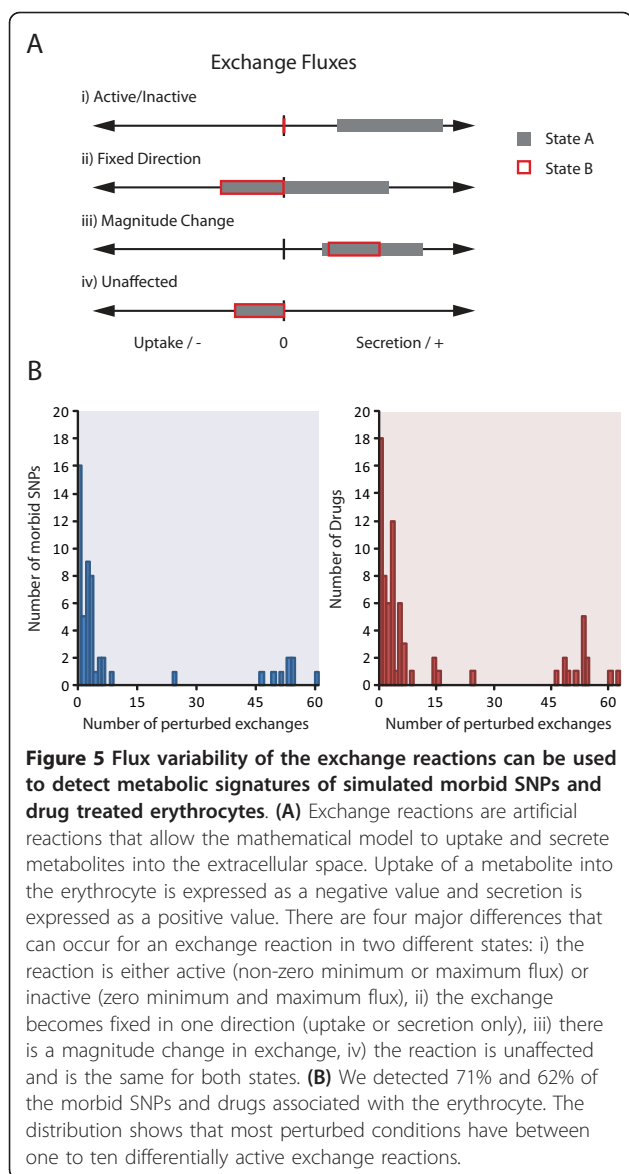 A
Exchange Fluxes
i) Active/Inactive
ii) Fixed Direction
iii) Magnitude Change
iv) Unaffected
State A
State B
Uptake / - 0 Secretion / +
B
20
18
16
14
12
10
8
6
4
2
0
Number of morbid SNPs
0 15 30 45 60
Number of perturbed exchanges
20
18
16
14
12
10
8
6
4
2
0
Number of Drugs
0 15 30 45 60
Number of perturbed exchanges
Figure 5 Flux variability of the exchange reactions can be used
to detect metabolic signatures of simulated morbid SNPs and
drug treated erythrocytes. (A) Exchange reactions are artificial
reactions that allow the mathematical model to uptake and secrete
metabolites into the extracellular space. Uptake of a metabolite into
the erythrocyte is expressed as a negative value and secretion is
expressed as a positive value. There are four major differences that
can occur for an exchange reaction in two different states: i) the
reaction is either active (non-zero minimum or maximum flux) or
inactive (zero minimum and maximum flux), ii) the exchange
becomes fixed in one direction (uptake or secretion only), iii) there
is a magnitude change in exchange, iv) the reaction is unaffected
and is the same for both states. (B) We detected 71% and 62% of
the morbid SNPs and drugs associated with the erythrocyte. The
distribution shows that most perturbed conditions have between
one to ten differentially active exchange reactions.